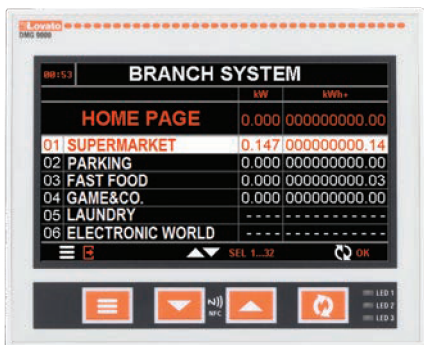 Lovato
DMG 9000
00:53 BRANCH SYSTEM
kW kWh+
HOME PAGE 0.000 000000000.00
01 SUPERMARKET 0.147 000000000.14
02 PARKING 0.000 000000000.00
03 FAST FOOD 0.000 000000000.03
04 GAME&CO. 0.000 000000000.00
05 LAUNDRY ---- ------------
06 ELECTRONIC WORLD ---- ------------
SEL 1...32 OK
N
NFC
LED 1
LED 2
LED 3